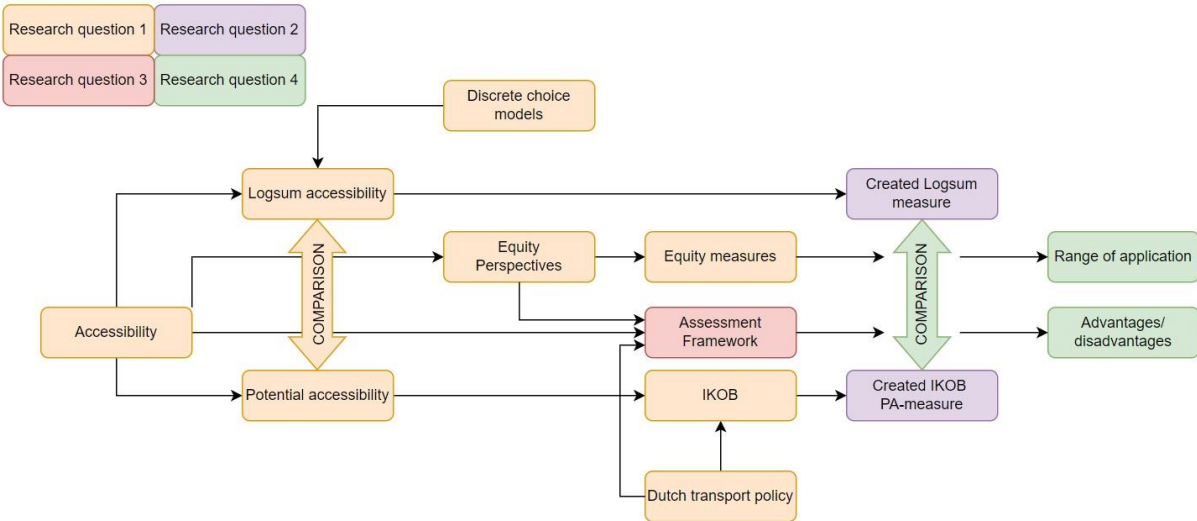 Research question 1
Research question 2
Research question 3
Research question 4
Discrete choice
models
Logsum accessibility
Created Logsum
measure
COMPARISON
Equity
Perspectives
Equity measures
COMPARISON
Range of application
Accessibility
Assessment
Framework
Advantages/
disadvantages
Potential accessibility
IKOB
Created IKOB
PA-measure
Dutch transport policy